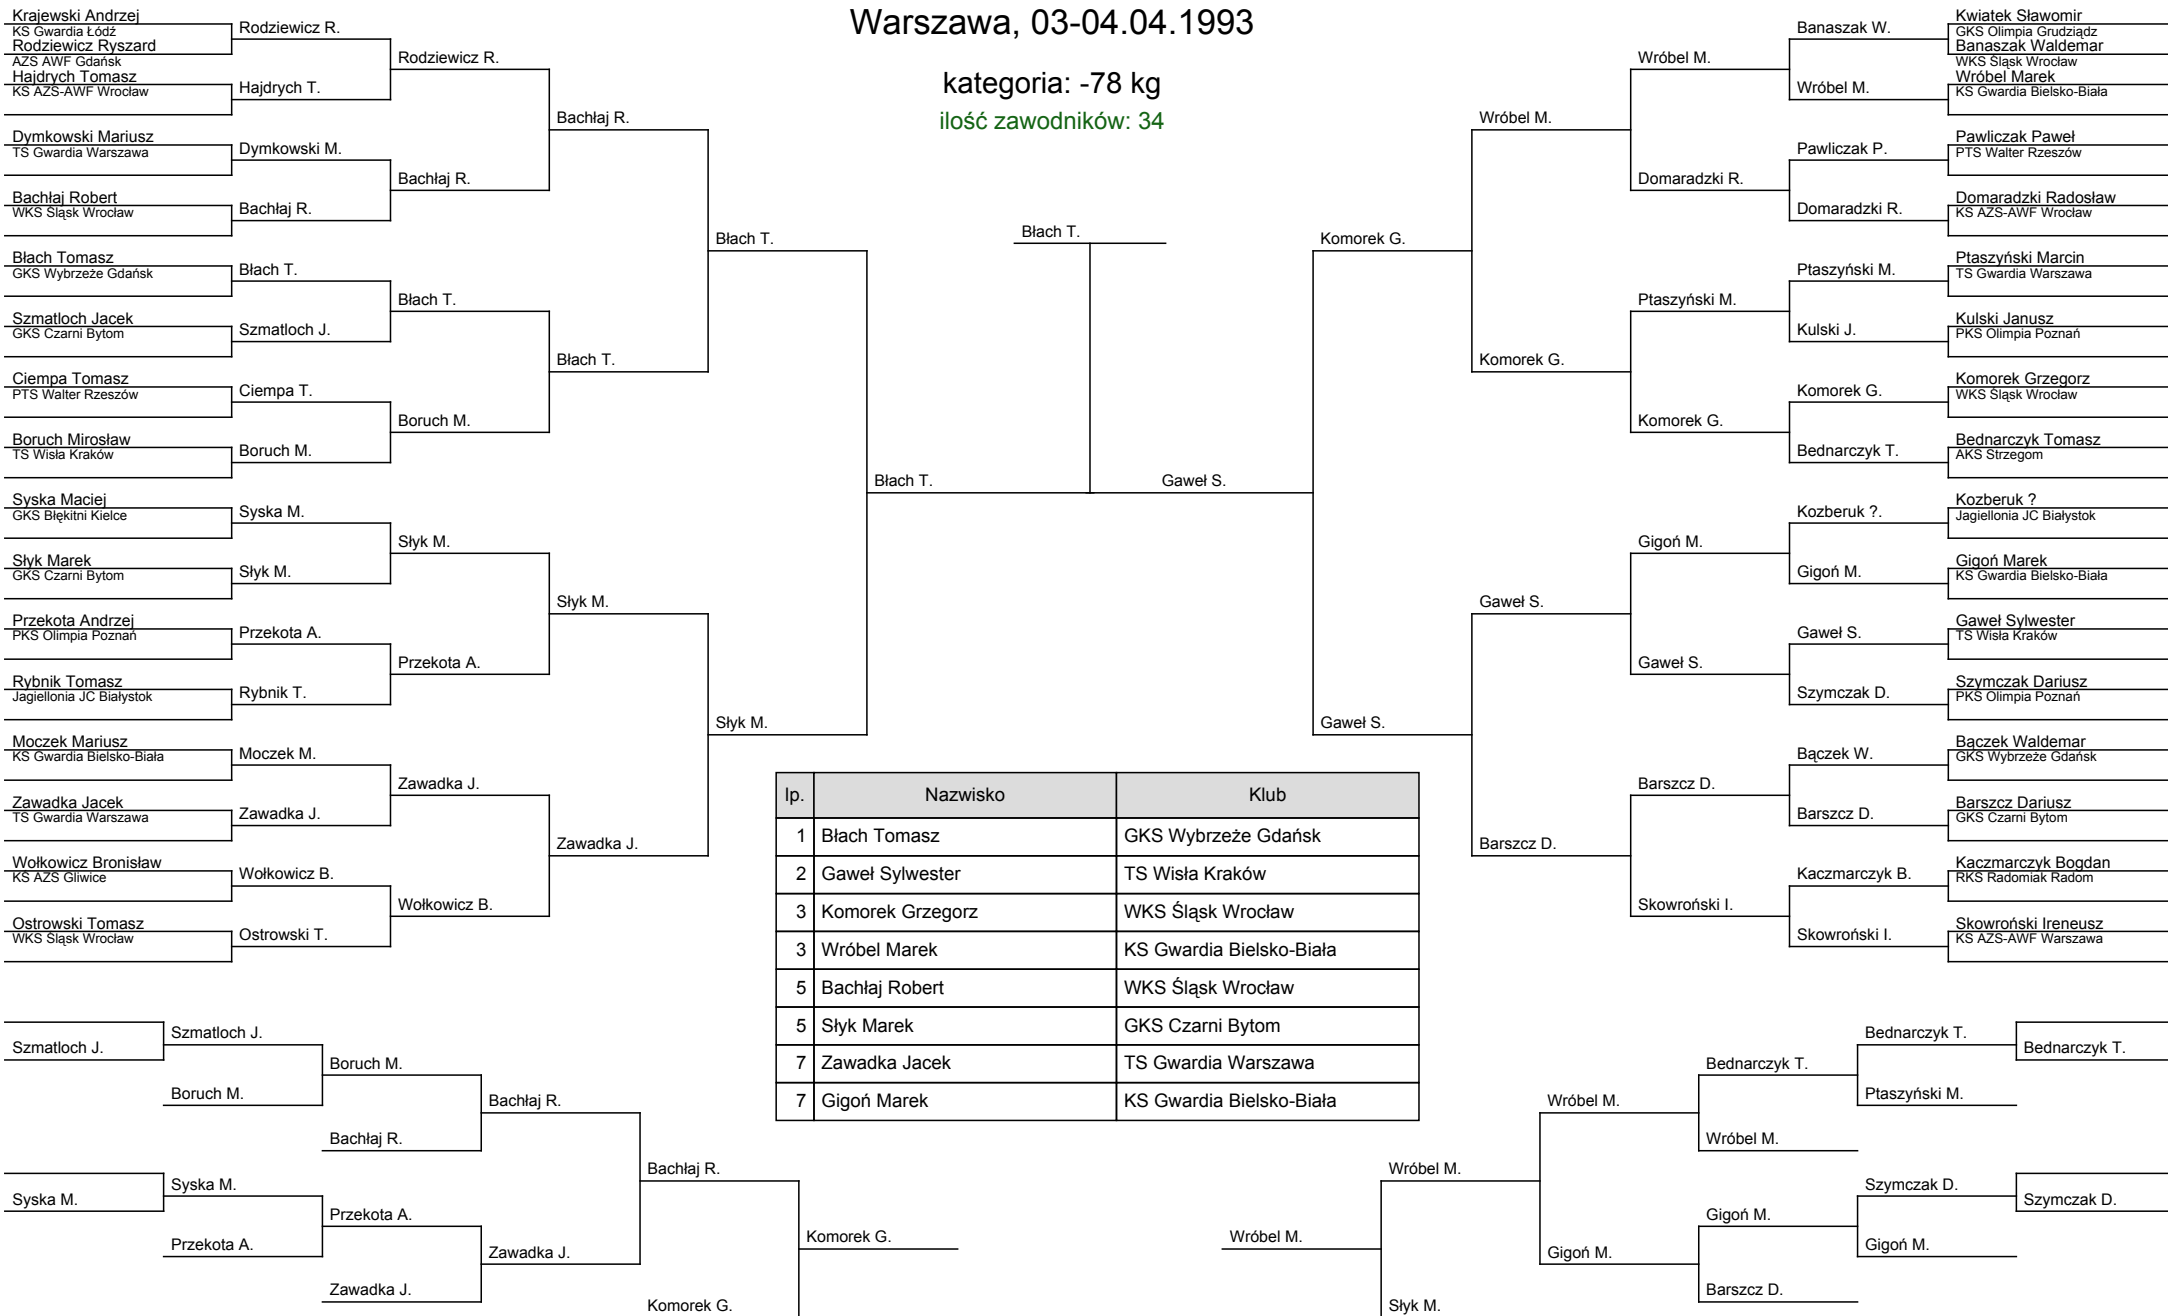 Warszawa, 03-04.04.1993
kategoria: -78 kg
ilość zawodników: 34
Krajewski Andrzej
KS Gwardia Łódź
Rodziewicz Ryszard
AZS AWF Gdańsk
Hajdrych Tomasz
KS AZS-AWF Wrocław
Dymkowski Mariusz
TS Gwardia Warszawa
Bachłaj Robert
WKS Śląsk Wrocław
Błach Tomasz
GKS Wybrzeże Gdańsk
Szmatloch Jacek
GKS Czarni Bytom
Ciempa Tomasz
PTS Walter Rzeszów
Boruch Mirosław
TS Wisła Kraków
Syska Maciej
GKS Błękitni Kielce
Słyk Marek
GKS Czarni Bytom
Przekota Andrzej
PKS Olimpia Poznań
Rybnik Tomasz
Jagiellonia JC Białystok
Moczek Mariusz
KS Gwardia Bielsko-Biała
Zawadka Jacek
TS Gwardia Warszawa
Wołkowicz Bronisław
KS AZS Gliwice
Ostrowski Tomasz
WKS Śląsk Wrocław
Rodziewicz R.
Hajdrych T.
Dymkowski M.
Bachłaj R.
Błach T.
Szmatloch J.
Ciempa T.
Boruch M.
Syska M.
Słyk M.
Przekota A.
Rybnik T.
Moczek M.
Zawadka J.
Wołkowicz B.
Ostrowski T.
Rodziewicz R.
Bachłaj R.
Błach T.
Boruch M.
Słyk M.
Przekota A.
Zawadka J.
Wołkowicz B.
Bachłaj R.
Błach T.
Słyk M.
Zawadka J.
Błach T.
Słyk M.
Błach T.
Błach T.
Gaweł S.
Komorek G.
Gaweł S.
Wróbel M.
Komorek G.
Gaweł S.
Barszcz D.
Wróbel M.
Domaradzki R.
Ptaszyński M.
Komorek G.
Gigoń M.
Gaweł S.
Barszcz D.
Skowroński I.
Banaszak W.
Wróbel M.
Pawliczak P.
Domaradzki R.
Ptaszyński M.
Kulski J.
Komorek G.
Bednarczyk T.
Kozberuk ?.
Gigoń M.
Gaweł S.
Szymczak D.
Bączek W.
Barszcz D.
Kaczmarczyk B.
Skowroński I.
Kwiatek Sławomir
GKS Olimpia Grudziądz
Banaszak Waldemar
WKS Śląsk Wrocław
Wróbel Marek
KS Gwardia Bielsko-Biała
Pawliczak Paweł
PTS Walter Rzeszów
Domaradzki Radosław
KS AZS-AWF Wrocław
Ptaszyński Marcin
TS Gwardia Warszawa
Kulski Janusz
PKS Olimpia Poznań
Komorek Grzegorz
WKS Śląsk Wrocław
Bednarczyk Tomasz
AKS Strzegom
Kozberuk ?
Jagiellonia JC Białystok
Gigoń Marek
KS Gwardia Bielsko-Biała
Gaweł Sylwester
TS Wisła Kraków
Szymczak Dariusz
PKS Olimpia Poznań
Bączek Waldemar
GKS Wybrzeże Gdańsk
Barszcz Dariusz
GKS Czarni Bytom
Kaczmarczyk Bogdan
RKS Radomiak Radom
Skowroński Ireneusz
KS AZS-AWF Warszawa
lp. Nazwisko Klub
1 Błach Tomasz GKS Wybrzeże Gdańsk
2 Gaweł Sylwester TS Wisła Kraków
3 Komorek Grzegorz WKS Śląsk Wrocław
3 Wróbel Marek KS Gwardia Bielsko-Biała
5 Bachłaj Robert WKS Śląsk Wrocław
5 Słyk Marek GKS Czarni Bytom
7 Zawadka Jacek TS Gwardia Warszawa
7 Gigoń Marek KS Gwardia Bielsko-Biała
Szmatloch J.
Syska M.
Szmatloch J.
Boruch M.
Syska M.
Przekota A.
Boruch M.
Bachłaj R.
Przekota A.
Zawadka J.
Bachłaj R.
Zawadka J.
Bachłaj R.
Komorek G.
Komorek G.
Wróbel M.
Wróbel M.
Słyk M.
Wróbel M.
Gigoń M.
Bednarczyk T.
Wróbel M.
Gigoń M.
Barszcz D.
Bednarczyk T.
Ptaszyński M.
Szymczak D.
Gigoń M.
Bednarczyk T.
Szymczak D.